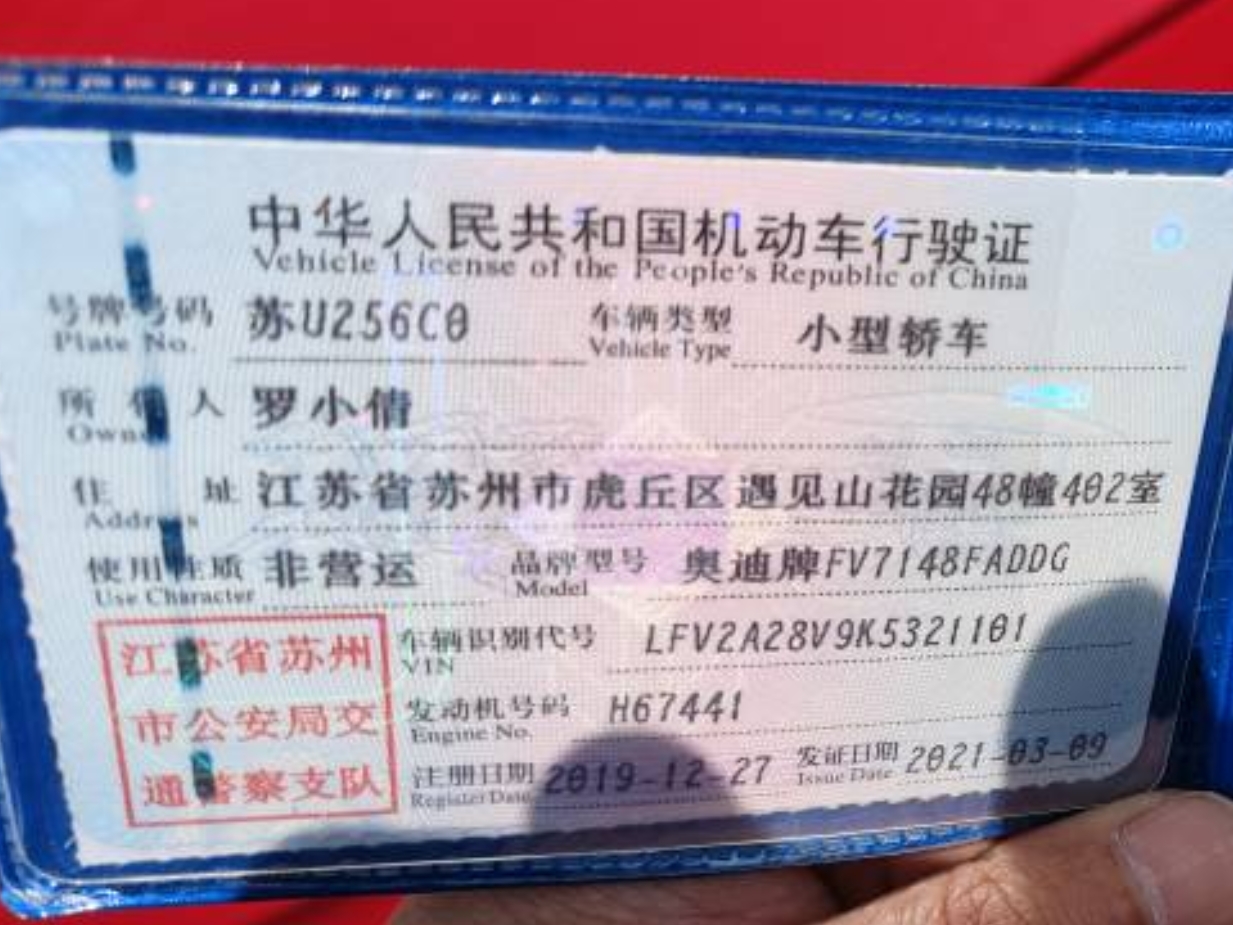 中华人民共和国机动车行驶证
Vehicle License of the People's Republic of China
号牌号码 苏U256C0 车辆类型 小型轿车
Plate No. Vehicle Type
所有人 罗小倩
Owner
住址 江苏省苏州市虎丘区遇见山花园48幢402室
Address
使用性质 非营运 品牌型号 奥迪牌FV7148FADDG
Use Character Model
江苏省苏州 车辆识别代号 LFV2A28V9K5321101
VIN
市公安局交 发动机号码 H67441
Engine No.
通警察支队 注册日期 2019-12-27 发证日期 2021-03-09
Register Date Issue Date